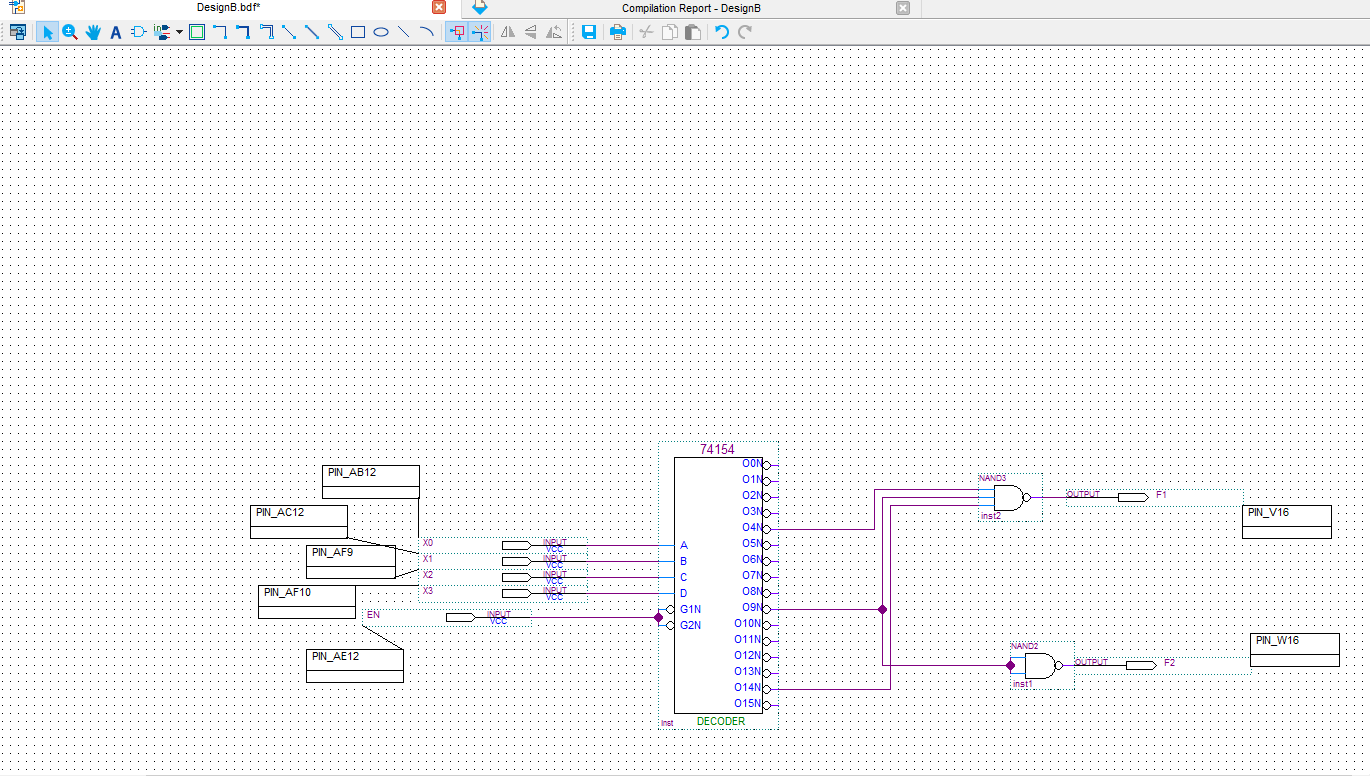 DesignB.bdf*
Compilation Report - DesignB
A
74154
O0N
O1N
O2N
O3N
O4N
O5N
O6N
O7N
O8N
O9N
O10N
O11N
O12N
O13N
O14N
O15N
A
B
C
D
G1N
G2N
inst
DECODER
PIN_AB12
PIN_AC12
PIN_AF9
PIN_AF10
PIN_AE12
X0
INPUT
VCC
X1
INPUT
VCC
X2
INPUT
VCC
X3
INPUT
VCC
EN
INPUT
VCC
NAND3
inst2
OUTPUT
F1
PIN_V16
NAND2
inst1
OUTPUT
F2
PIN_W16